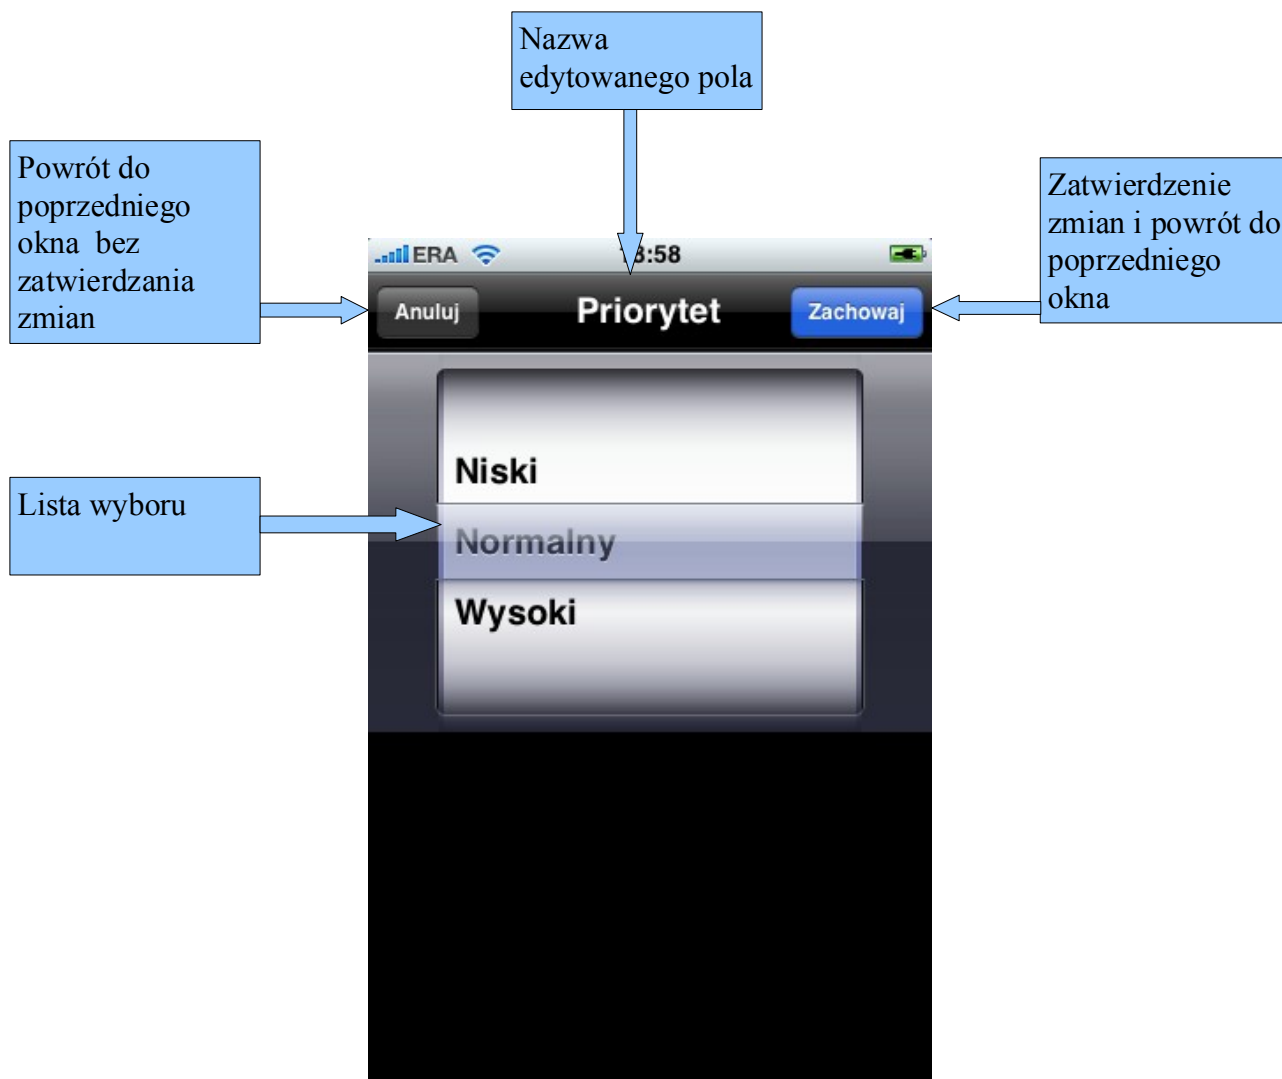 Nazwa
edytowanego pola
Powrót do
poprzedniego
okna bez
zatwierdzania
zmian
Zatwierdzenie
zmian i powrót do
poprzedniego
okna
ERA
:58
Anuluj
Priorytet
Zachowaj
Lista wyboru
Niski
Normalny
Wysoki